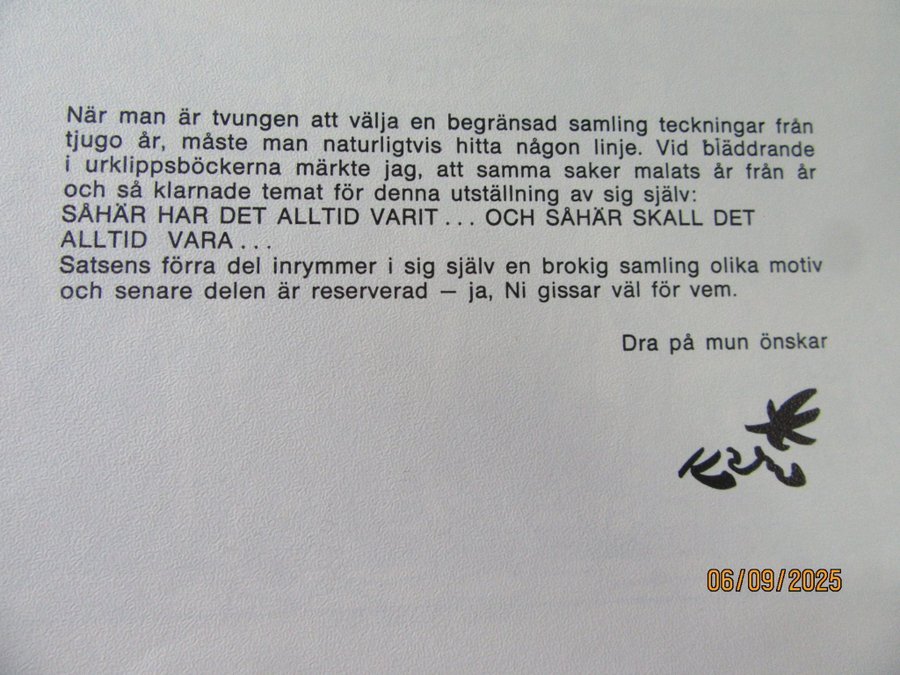 När man är tvungen att välja en begränsad samling teckningar från
tjugo år, måste man naturligtvis hitta någon linje. Vid bläddrande
i urklippsböckerna märkte jag, att samma saker malats år från år
och så klarnade temat för denna utställning av sig själv:
SÅHÄR HAR DET ALLTID VARIT ... OCH SÅHÄR SKALL DET
ALLTID VARA ...
Satsens förra del inrymmer i sig själv en brokig samling olika motiv
och senare delen är reserverad — ja, Ni gissar väl för vem.
Dra på mun önskar
06/09/2025